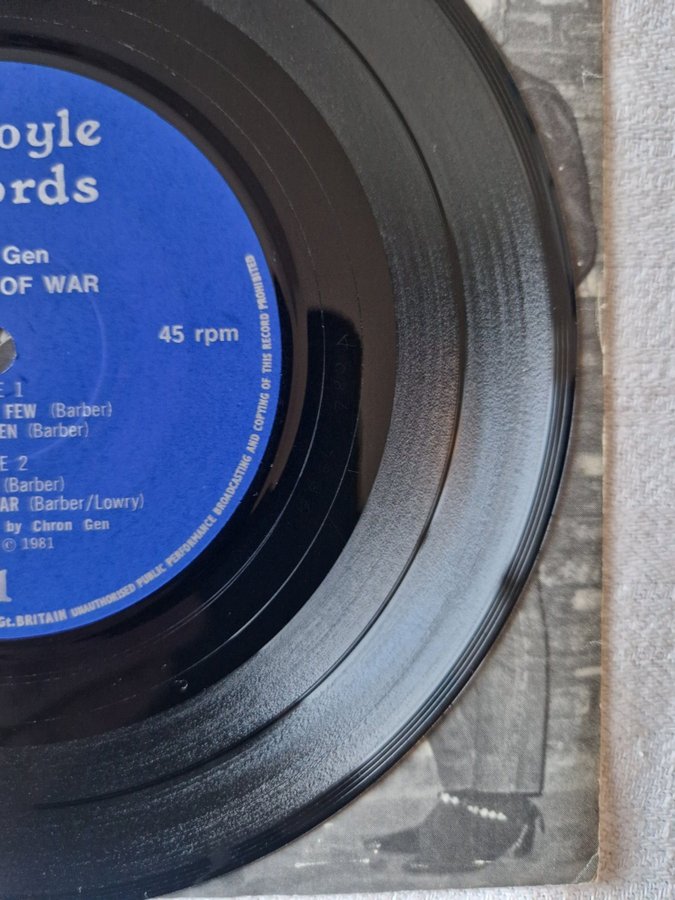 oyle
ords
Gen
OF WAR
45 rpm
E 1
FEW (Barber)
EN (Barber)
E 2
(Barber)
AR (Barber/Lowry)
by Chron Gen
© 1981
1
Gt.BRITAIN UNAUTHORISED PUBLIC PERFORMANCE BROADCASTING AND COPYING OF THIS RECORD PROHIBITED